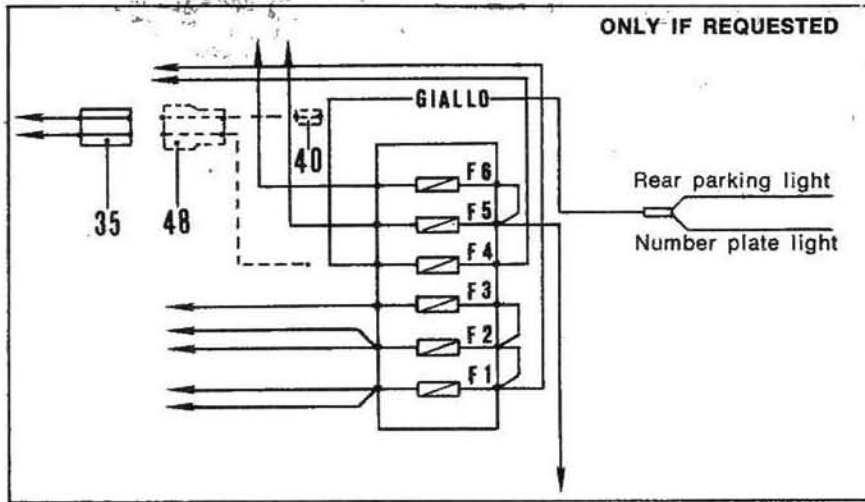 ONLY IF REQUESTED
GIALLO
40
35
48
F6
F5
F4
F3
F2
F1
Rear parking light
Number plate light